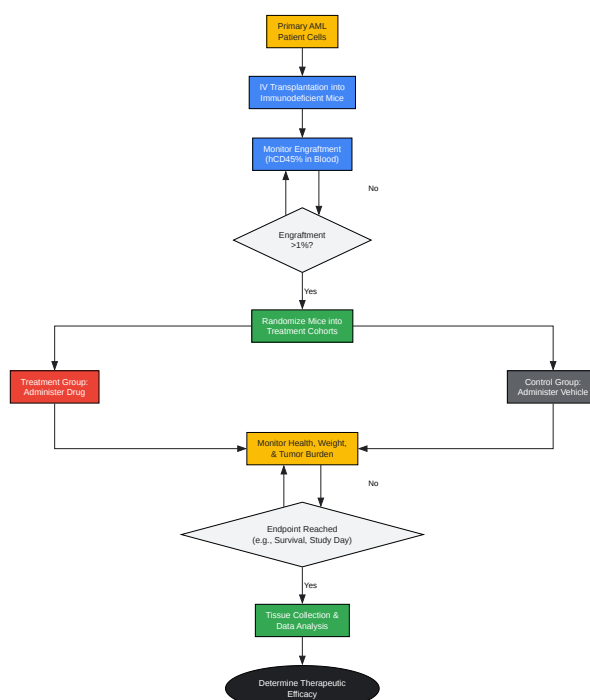 Primary AML
Patient Cells
IV Transplantation into
Immunodeficient Mice
Monitor Engraftment
(hCD45% in Blood)
No
Engraftment
>1%?
Yes
Randomize Mice into
Treatment Cohorts
Treatment Group:
Administer Drug
Control Group:
Administer Vehicle
Monitor Health, Weight,
& Tumor Burden
No
Endpoint Reached
(e.g., Survival, Study Day)
Yes
Tissue Collection &
Data Analysis
Determine Therapeutic
Efficacy